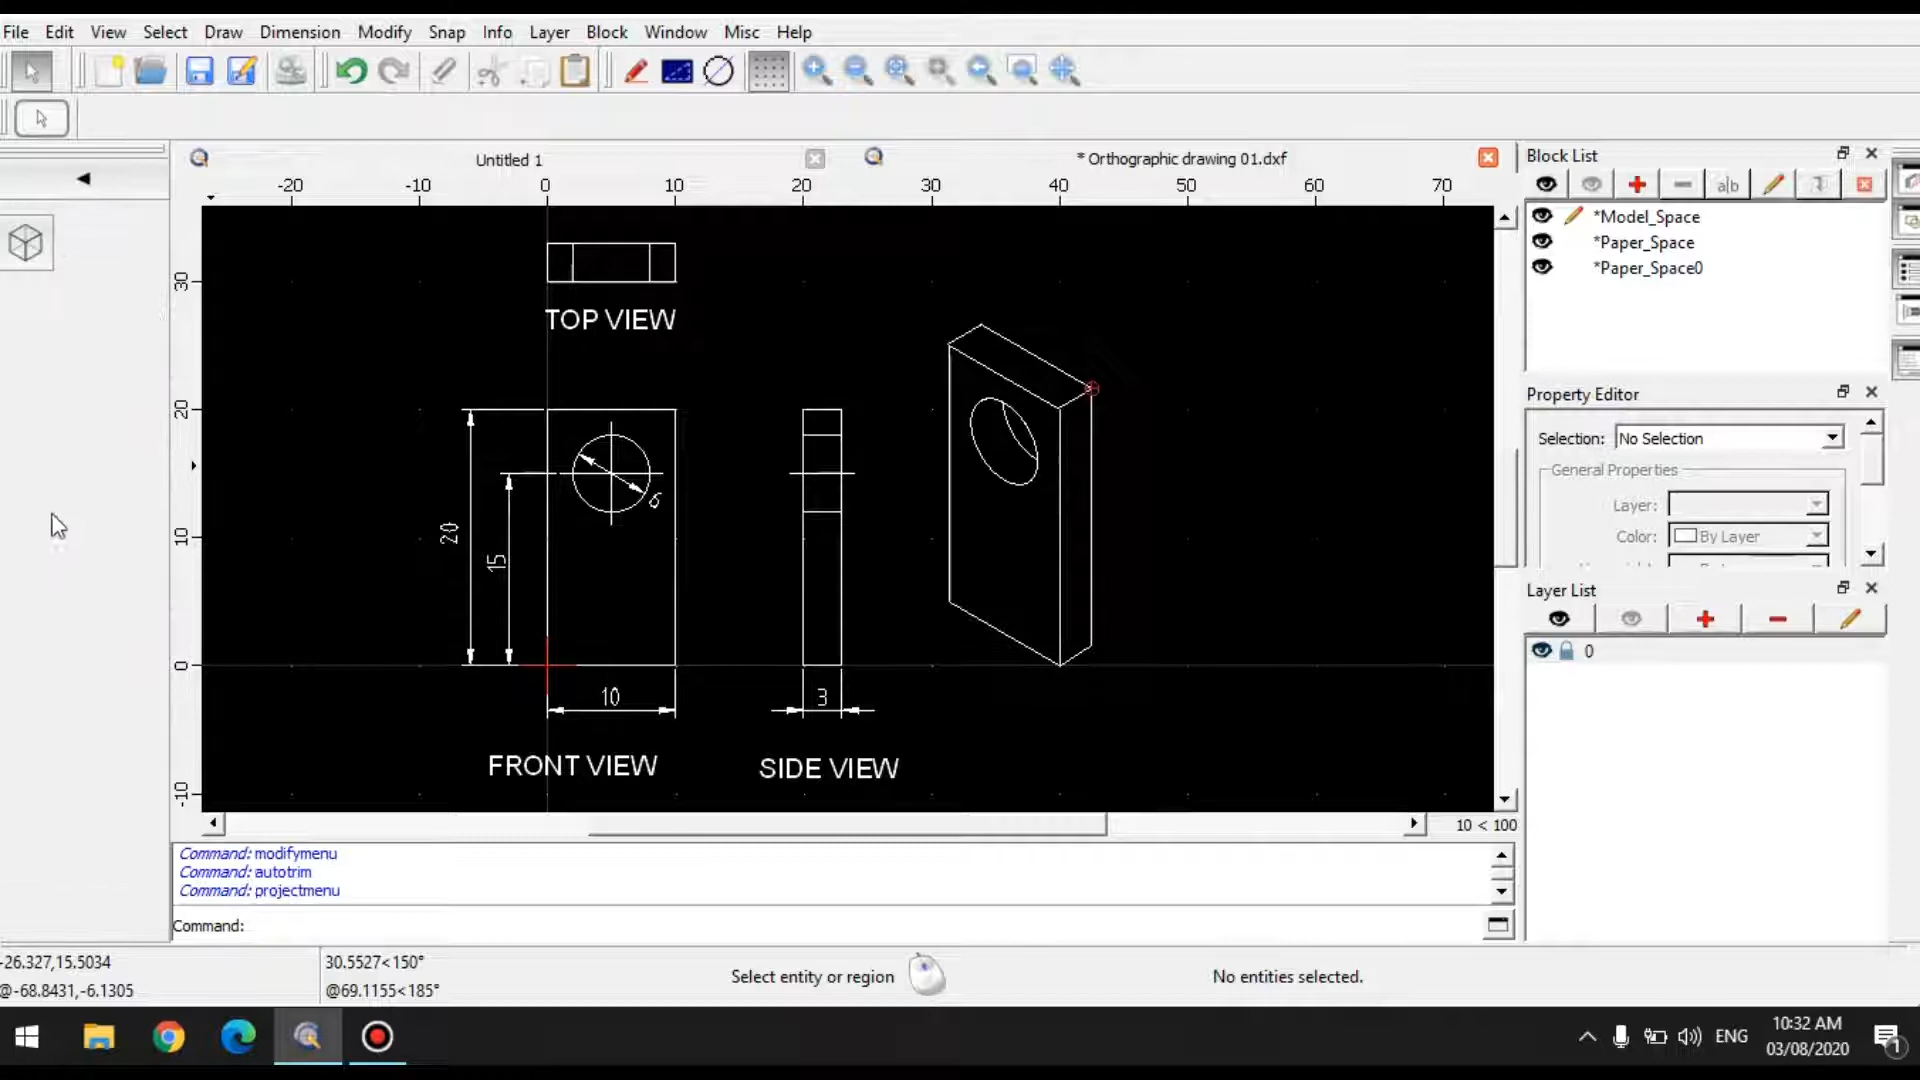 File Edit View Select Draw Dimension Modify Snap Info Layer Block Window Misc Help
Untitled 1
* Orthographic drawing 01.dxf
Block List
-20 -10 0 10 20 30 40 50 60 70
a|b
*Model_Space
*Paper_Space
*Paper_Space0
30
20
10
0
-10
TOP VIEW
20
15
6
10
3
FRONT VIEW
SIDE VIEW
Property Editor
Selection: No Selection
General Properties
Layer:
Color: By Layer
Layer List
0
10 < 100
Command: modifymenu
Command: autotrim
Command: projectmenu
Command:
-26.327,15.5034
@-68.8431,-6.1305
30.5527<150°
@69.1155<185°
Select entity or region
No entities selected.
ENG
10:32 AM
03/08/2020
1